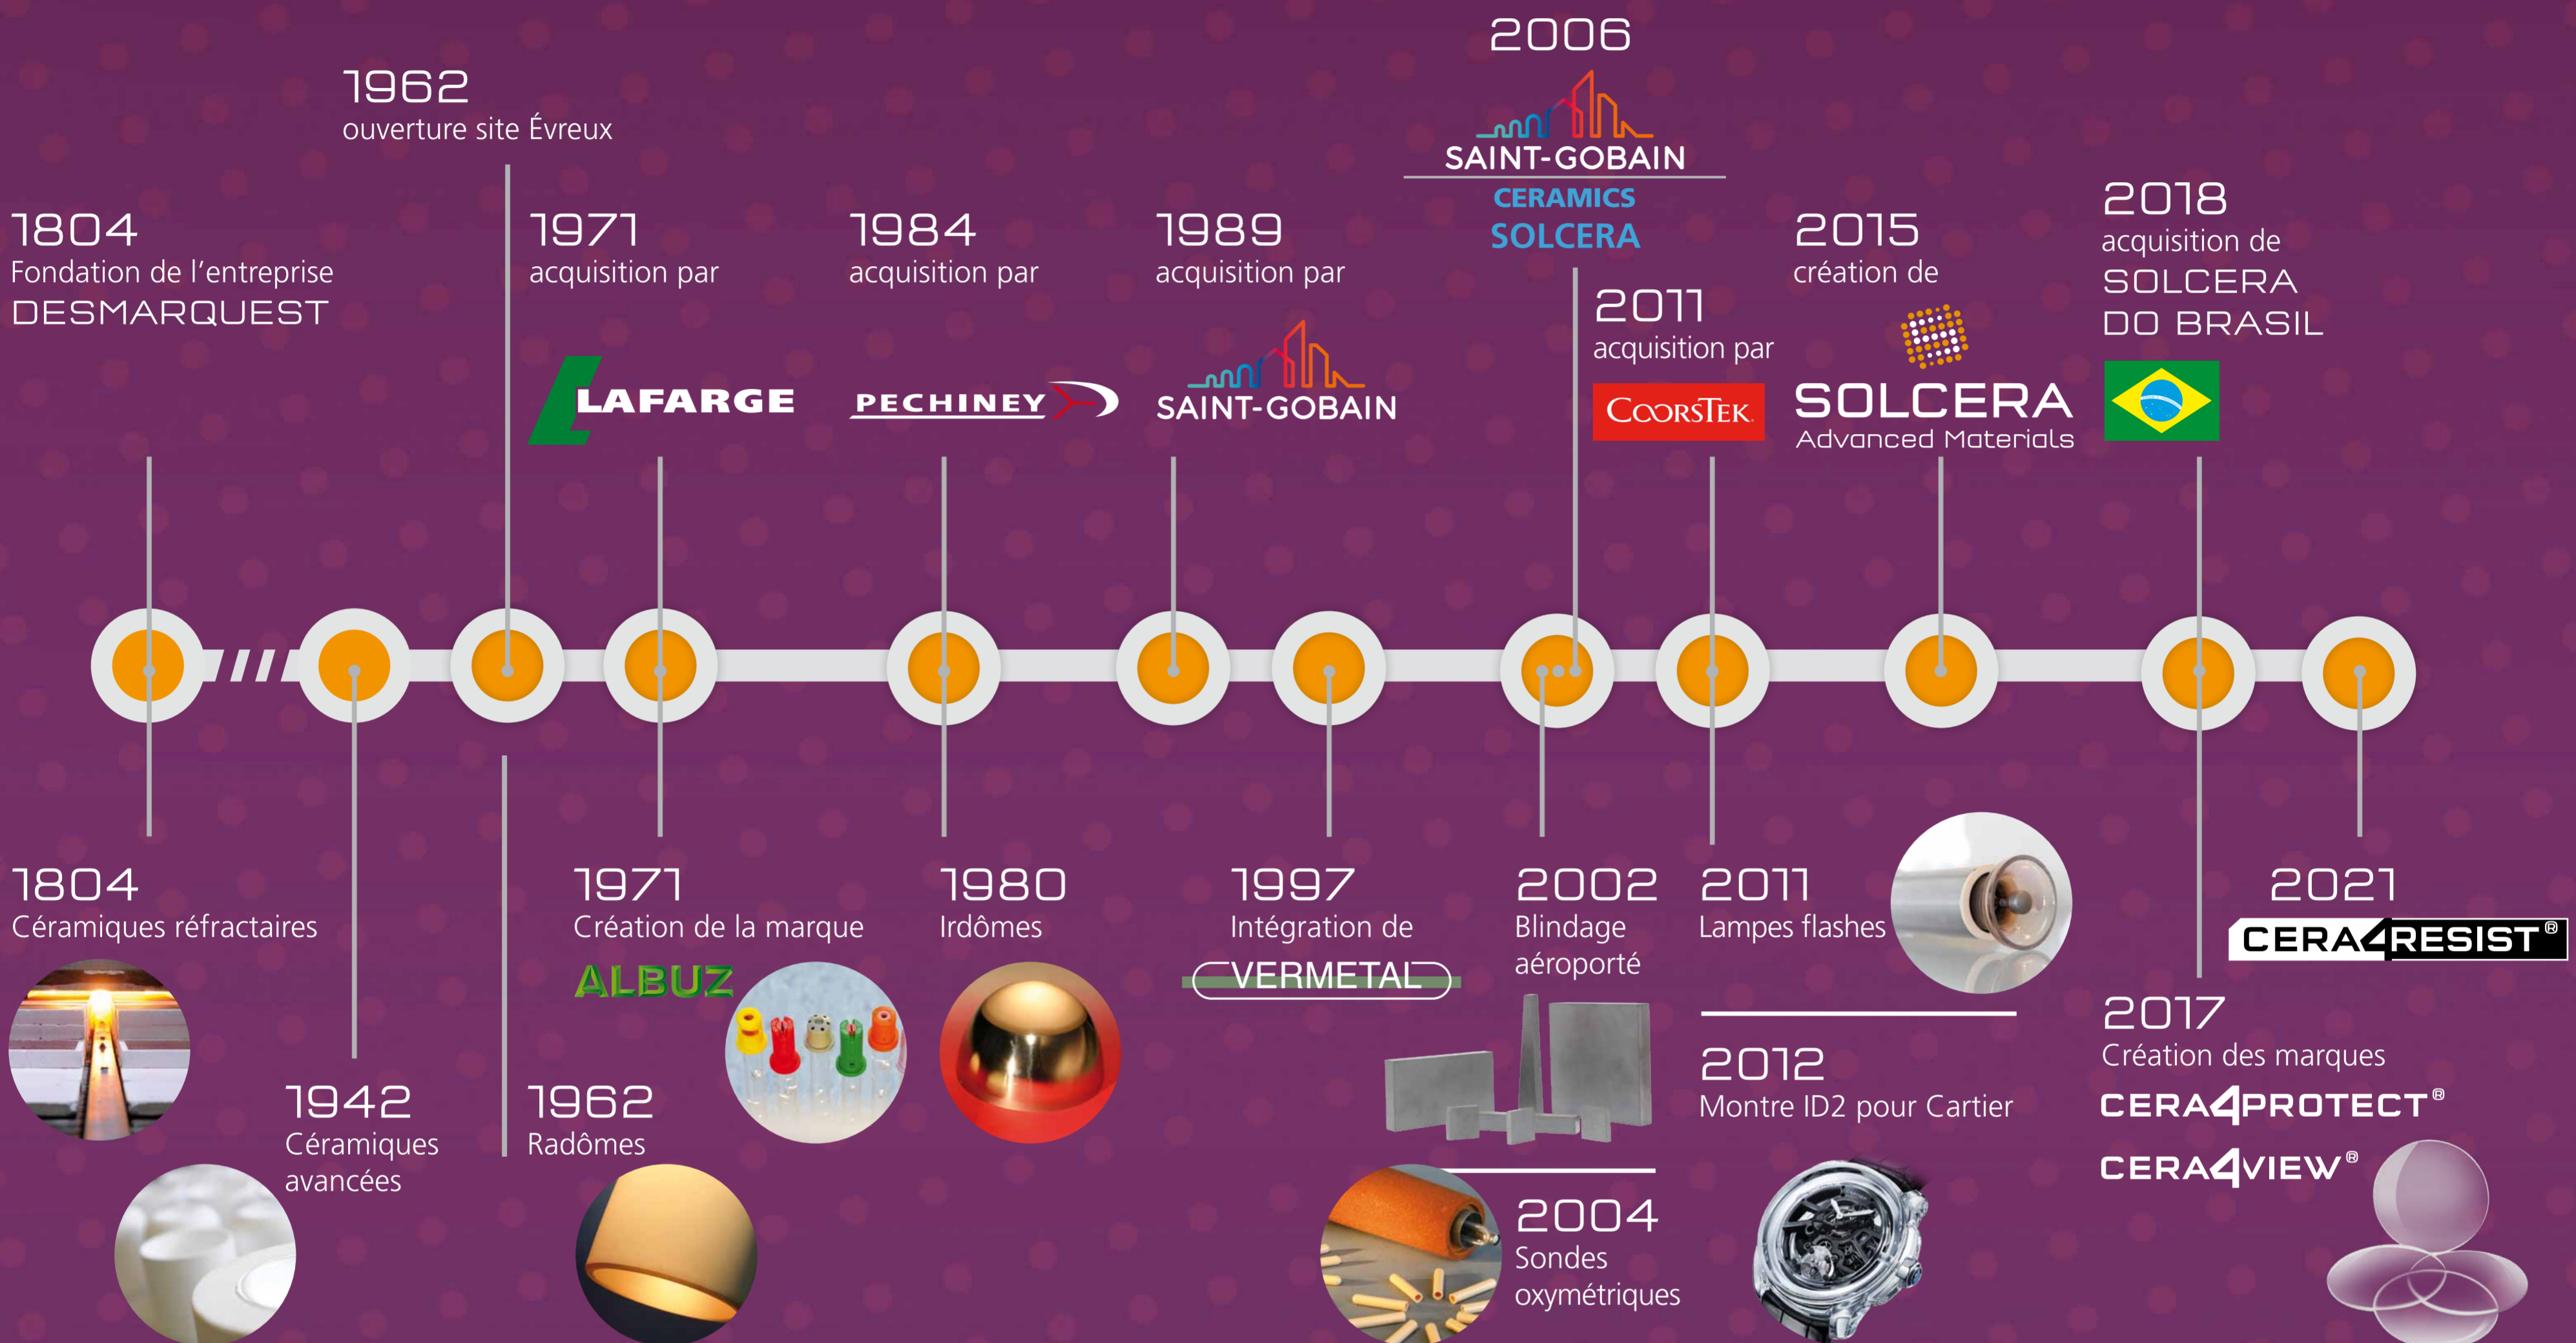 1804
Fondation de l'entreprise
DESMARQUEST
1962
ouverture site Évreux
1971
acquisition par
LAFARGE
1984
acquisition par
PECHINEY
1989
acquisition par
SAINT-GOBAIN
2006
SAINT-GOBAIN
CERAMICS
SOLCERA
2011
acquisition par
COORSTEK
2015
création de
SOLCERA
Advanced Materials
2018
acquisition de
SOLCERA
DO BRASIL
1804
Céramiques réfractaires
1942
Céramiques
avancées
1962
Radômes
1971
Création de la marque
ALBUZ
1980
Irdômes
1997
Intégration de
VERMETAL
2002
Blindage
aéroporté
2004
Sondes
oxymétriques
2011
Lampes flashes
2012
Montre ID2 pour Cartier
2017
Création des marques
CERA4PROTECT®
CERA4VIEW®
2021
CERA4RESIST®